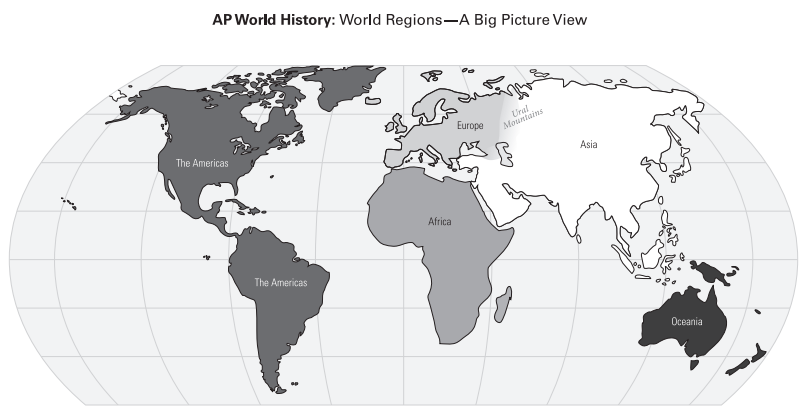 AP World History: World Regions—A Big Picture View
Ural
Mountains
Europe
Asia
The Americas
Africa
The Americas
Oceania